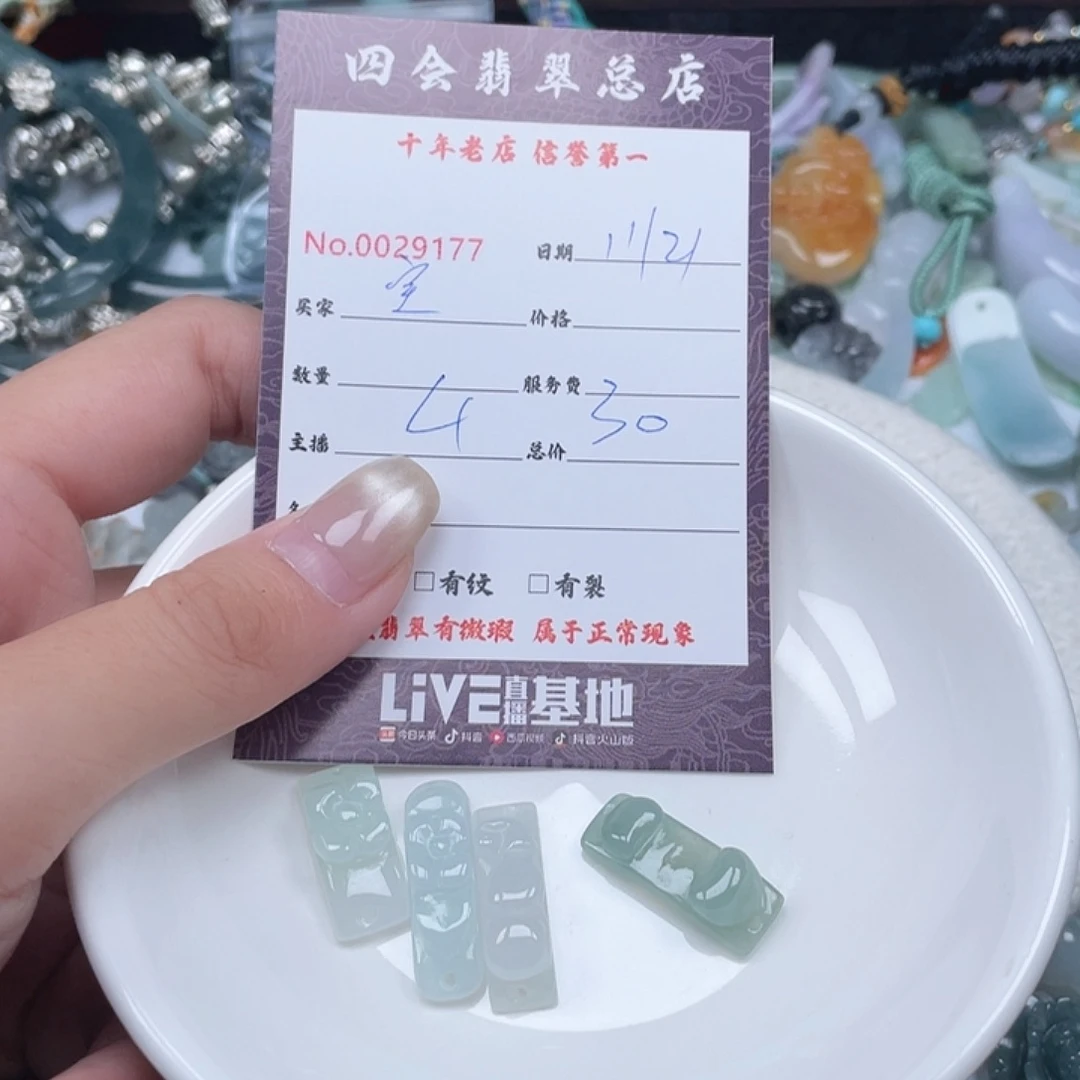 四会翡翠总店
十年老店 信誉第一
No.0029177 日期 11/21
买家 价格
数量 服务费
4 30
主播 总价
□有纹 □有裂
翡翠有微瑕 属于正常现象
LiVE直播基地
今日头条 抖音 西瓜视频 抖音火山版